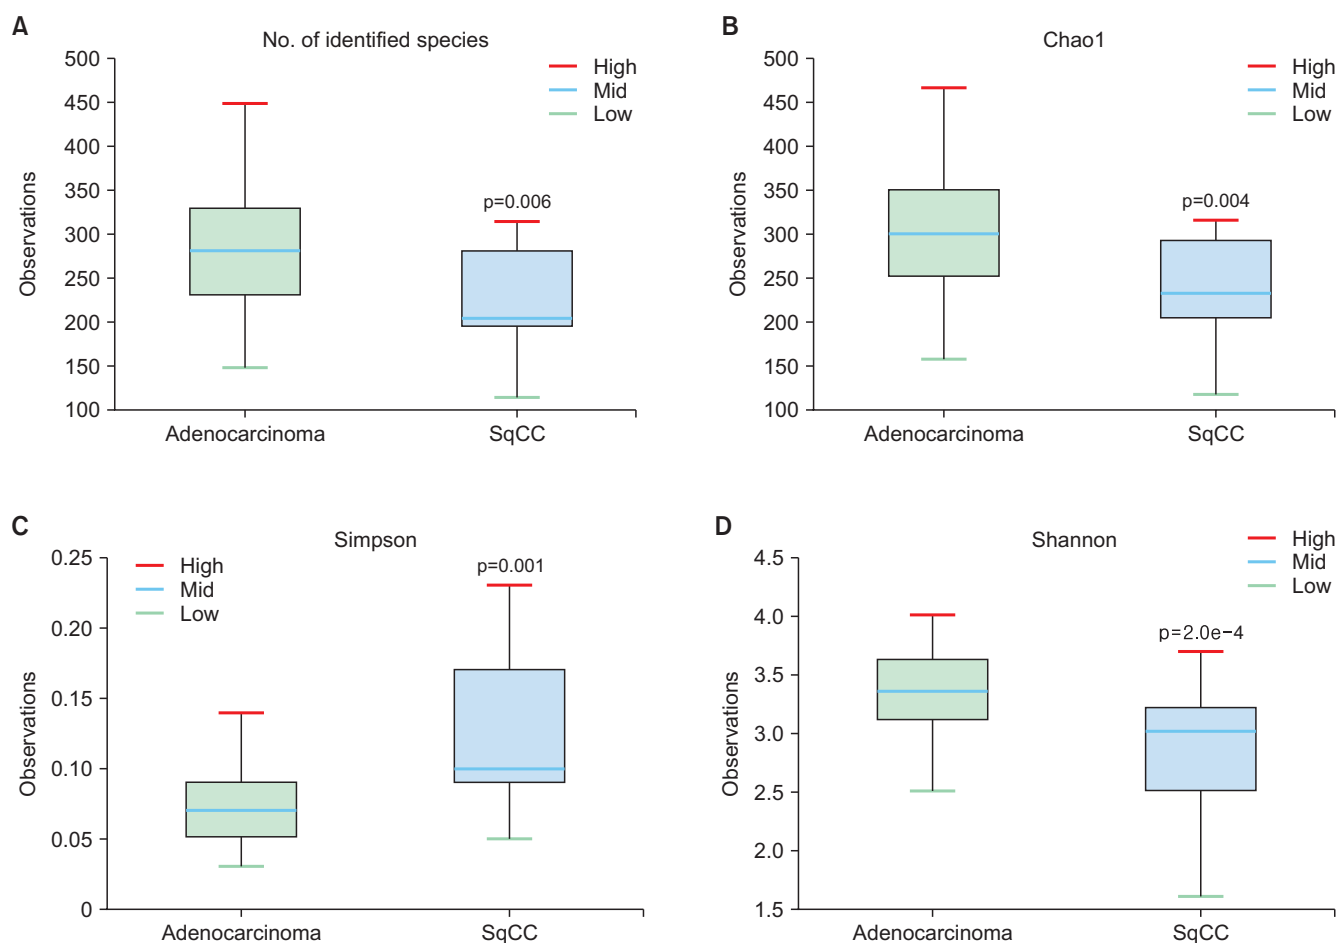 A
No. of identified species
500
450
400
350
300
250
200
150
100
Observations
High
Mid
Low
p=0.006
Adenocarcinoma
SqCC
B
Chao1
500
450
400
350
300
250
200
150
100
Observations
High
Mid
Low
p=0.004
Adenocarcinoma
SqCC
C
Simpson
0.25
0.20
0.15
0.10
0.05
0
Observations
High
Mid
Low
p=0.001
Adenocarcinoma
SqCC
D
Shannon
4.5
4.0
3.5
3.0
2.5
2.0
1.5
Observations
High
Mid
Low
p=2.0e−4
Adenocarcinoma
SqCC